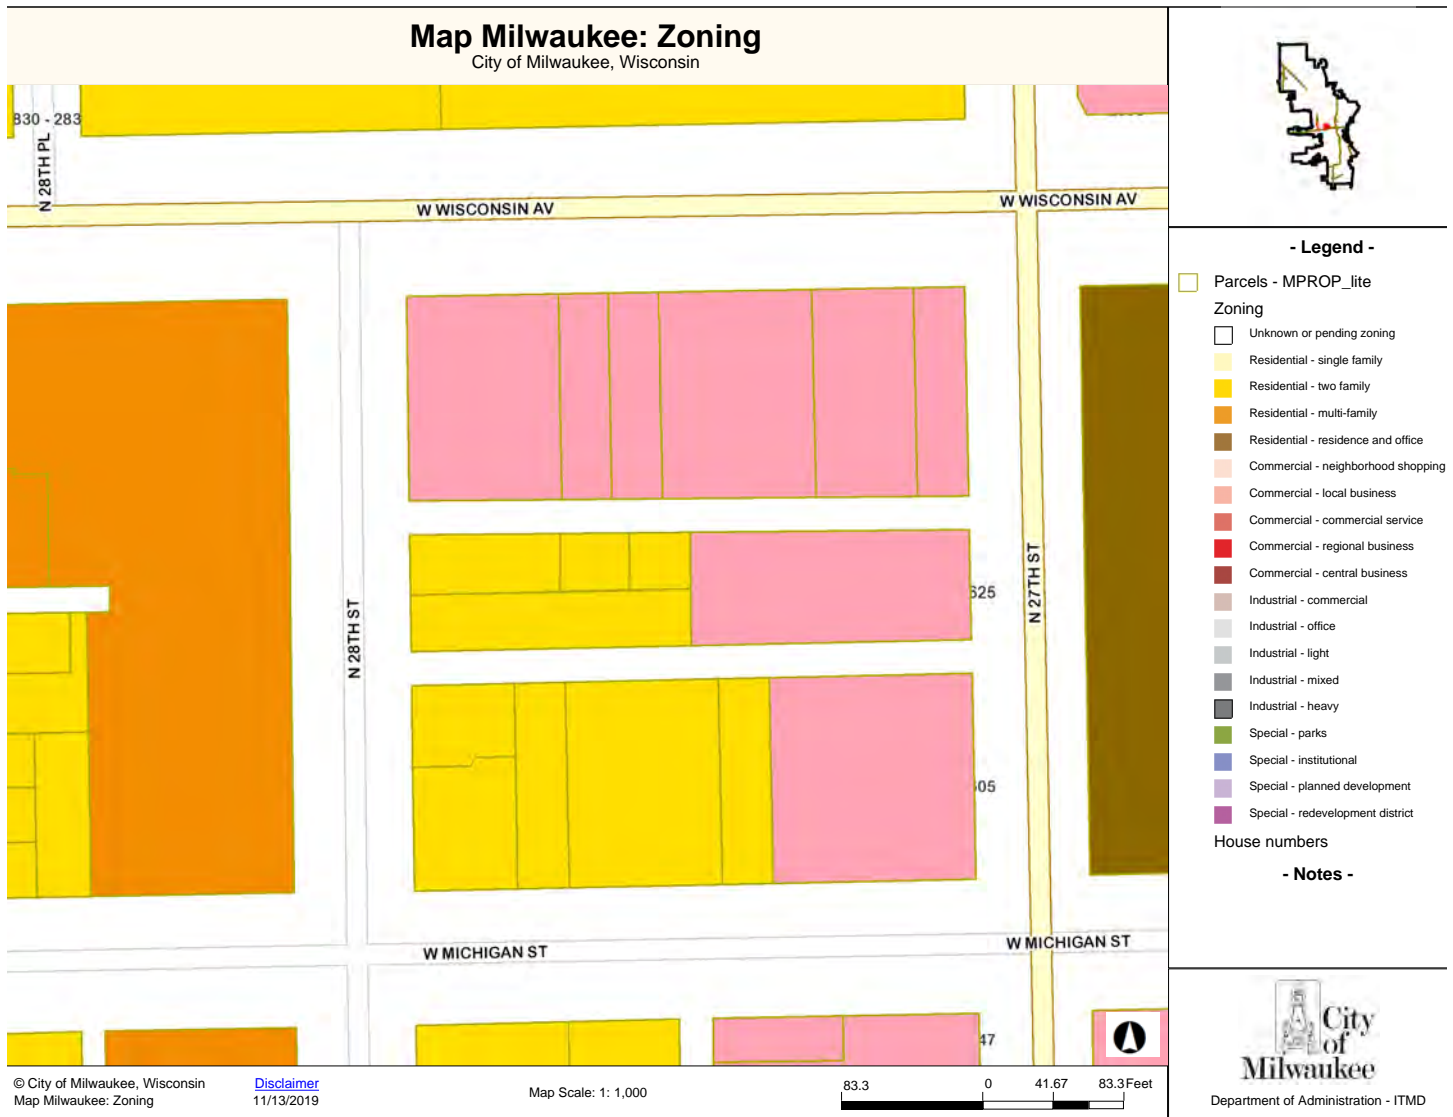 Map Milwaukee: Zoning
City of Milwaukee, Wisconsin
830 - 283
N 28TH PL
W WISCONSIN AV
W WISCONSIN AV
N 28TH ST
N 27TH ST
625
605
W MICHIGAN ST
W MICHIGAN ST
47
- Legend -
Parcels - MPROP_lite
Zoning
Unknown or pending zoning
Residential - single family
Residential - two family
Residential - multi-family
Residential - residence and office
Commercial - neighborhood shopping
Commercial - local business
Commercial - commercial service
Commercial - regional business
Commercial - central business
Industrial - commercial
Industrial - office
Industrial - light
Industrial - mixed
Industrial - heavy
Special - parks
Special - institutional
Special - planned development
Special - redevelopment district
House numbers
- Notes -
City
of
Milwaukee
Department of Administration - ITMD
© City of Milwaukee, Wisconsin
Map Milwaukee: Zoning
Disclaimer
11/13/2019
Map Scale: 1: 1,000
83.3 0 41.67 83.3 Feet